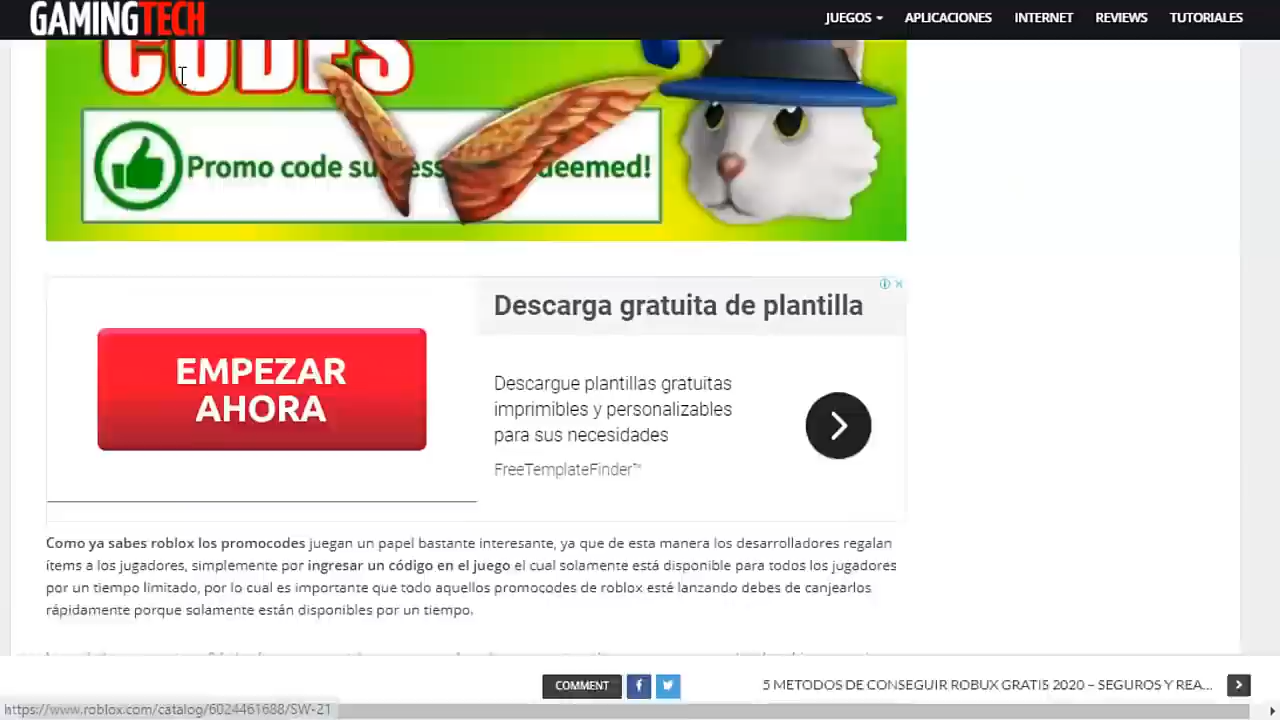 GAMINGTECH
JUEGOS APLICACIONES INTERNET REVIEWS TUTORIALES
CODES
Promo code su ess deemed!
Descarga gratuita de plantilla
EMPEZAR
AHORA
Descargue plantillas gratuitas
imprimibles y personalizables
para sus necesidades
FreeTemplateFinder™
Como ya sabes roblox los promocodes juegan un papel bastante interesante, ya que de esta manera los desarrolladores regalan
ítems a los jugadores, simplemente por ingresar un código en el juego el cual solamente está disponible para todos los jugadores
por un tiempo limitado, por lo cual es importante que todo aquellos promocodes de roblox esté lanzando debes de canjearlos
rápidamente porque solamente están disponibles por un tiempo.
COMMENT
5 METODOS DE CONSEGUIR ROBUX GRATIS 2020 – SEGUROS Y REA...
https://www.roblox.com/catalog/6024461688/SW-21